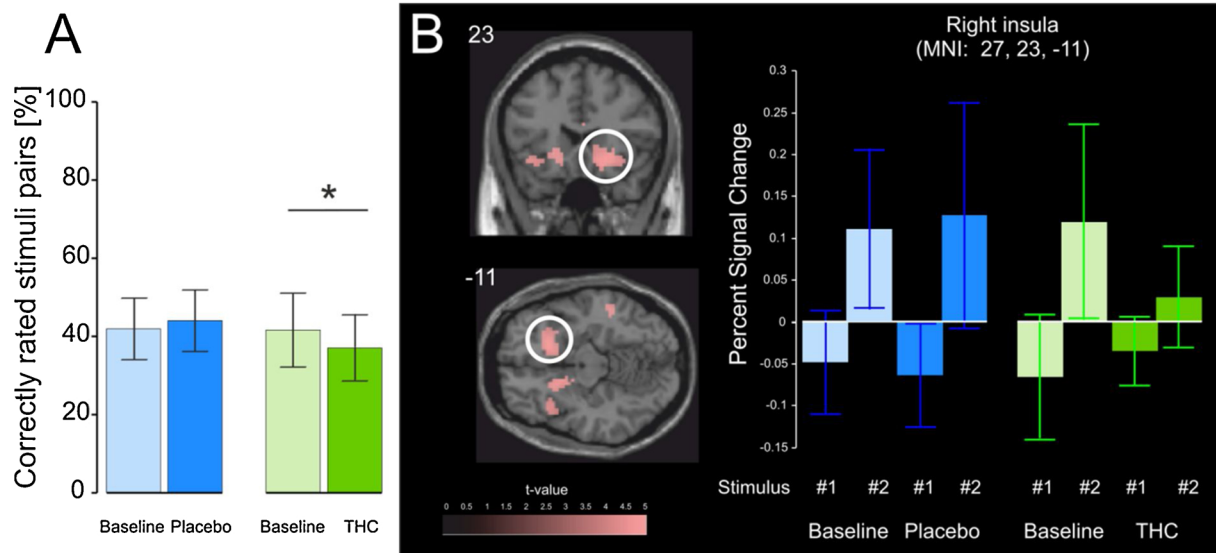 A
Correctly rated stimuli pairs [%]
100
80
60
40
20
0
*
Baseline Placebo Baseline THC
B
23
-11
t-value
0 0.5 1 1.5 2 2.5 3 3.5 4 4.5 5
Right insula
(MNI: 27, 23, -11)
Percent Signal Change
0.3
0.25
0.2
0.15
0.1
0.05
0
-0.05
-0.1
-0.15
Stimulus #1 #2 #1 #2 #1 #2 #1 #2
Baseline Placebo Baseline THC